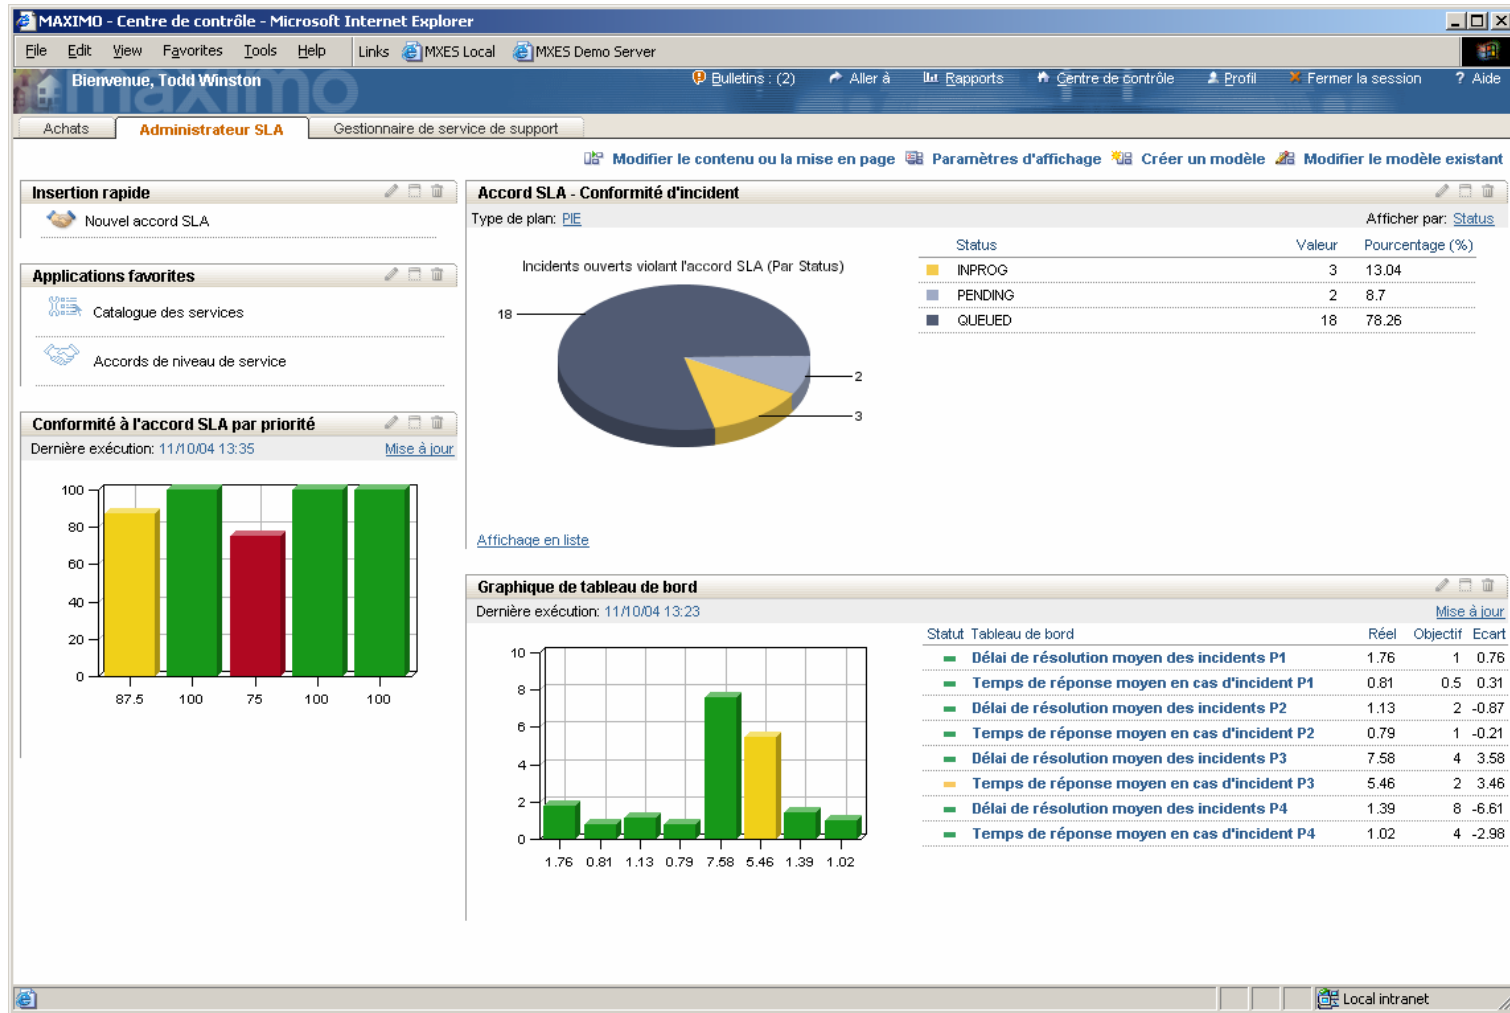 MAXIMO - Centre de contrôle - Microsoft Internet Explorer
File Edit View Favorites Tools Help Links MXES Local MXES Demo Server
maximo
Bienvenue, Todd Winston
Bulletins : (2) Aller à Rapports Centre de contrôle Profil Fermer la session ? Aide
Achats Administrateur SLA Gestionnaire de service de support
Modifier le contenu ou la mise en page Paramètres d'affichage Créer un modèle Modifier le modèle existant
Insertion rapide
Nouvel accord SLA
Applications favorites
Catalogue des services
Accords de niveau de service
Conformité à l'accord SLA par priorité
Dernière exécution: 11/10/04 13:35 Mise à jour
100
80
60
40
20
0
87.5 100 75 100 100
Accord SLA - Conformité d'incident
Type de plan: PIE Afficher par: Status
Incidents ouverts violant l'accord SLA (Par Status)
18
2
3
Status Valeur Pourcentage (%)
INPROG 3 13.04
PENDING 2 8.7
QUEUED 18 78.26
Affichage en liste
Graphique de tableau de bord
Dernière exécution: 11/10/04 13:23 Mise à jour
10
8
6
4
2
0
1.76 0.81 1.13 0.79 7.58 5.46 1.39 1.02
Statut Tableau de bord Réel Objectif Ecart
Délai de résolution moyen des incidents P1 1.76 1 0.76
Temps de réponse moyen en cas d'incident P1 0.81 0.5 0.31
Délai de résolution moyen des incidents P2 1.13 2 -0.87
Temps de réponse moyen en cas d'incident P2 0.79 1 -0.21
Délai de résolution moyen des incidents P3 7.58 4 3.58
Temps de réponse moyen en cas d'incident P3 5.46 2 3.46
Délai de résolution moyen des incidents P4 1.39 8 -6.61
Temps de réponse moyen en cas d'incident P4 1.02 4 -2.98
Local intranet